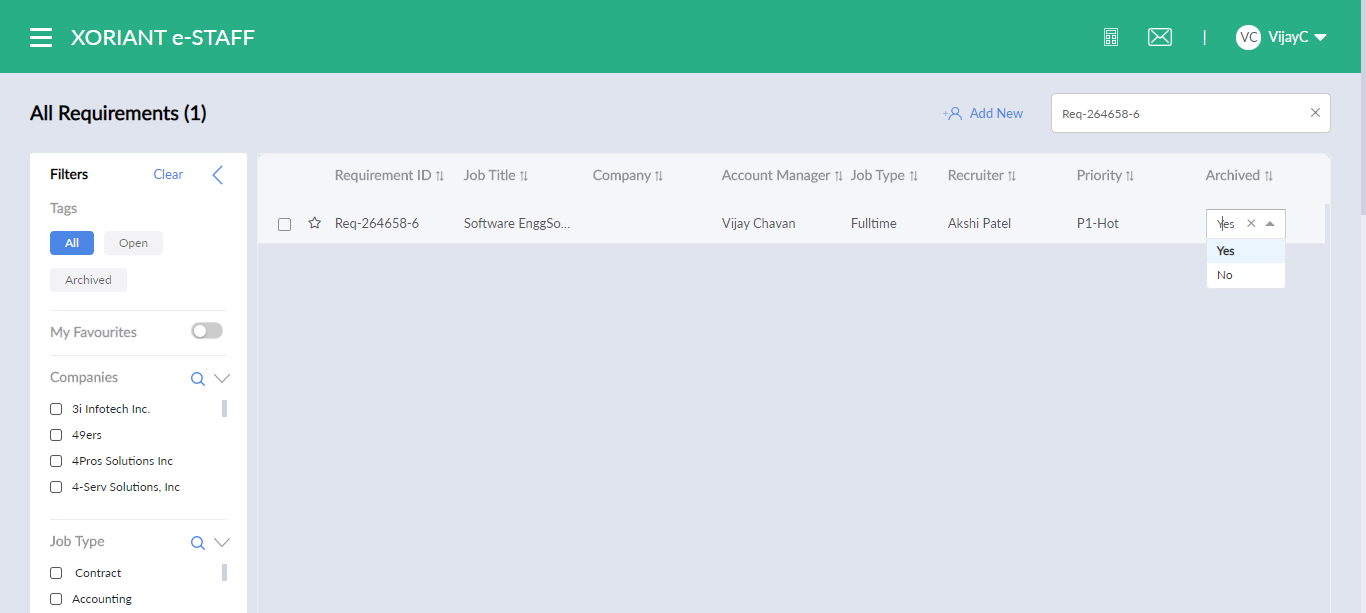 XORIANT e-STAFF
|
VC
VijayC
All Requirements (1)
Add New
Req-264658-6
Filters
Clear
Tags
All
Open
Archived
My Favourites
Companies
3i Infotech Inc.
49ers
4Pros Solutions Inc
4-Serv Solutions, Inc
Job Type
Contract
Accounting
Requirement ID
Job Title
Company
Account Manager
Job Type
Recruiter
Priority
Archived
Req-264658-6
Software EnggSo...
Vijay Chavan
Fulltime
Akshi Patel
P1-Hot
Yes
Yes
No